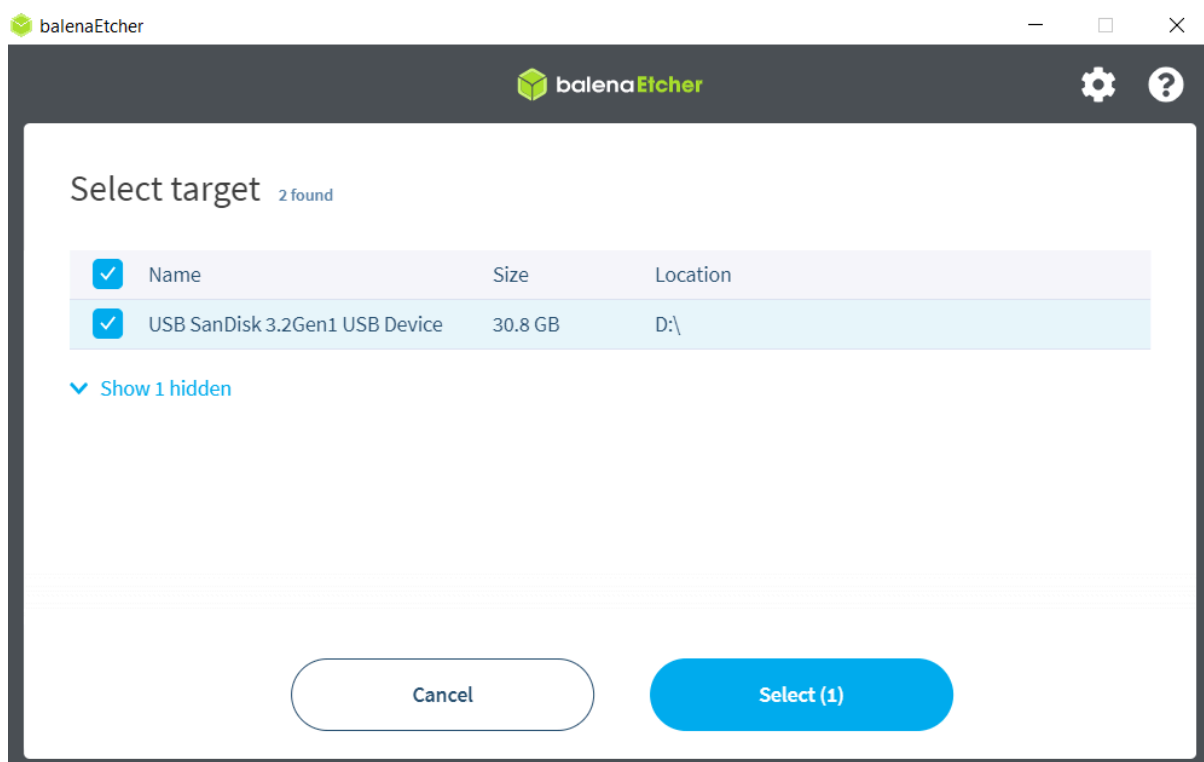 balenaEtcher
balenaEtcher
Select target 2 found
Name Size Location
USB SanDisk 3.2Gen1 USB Device 30.8 GB D:\
Show 1 hidden
Cancel Select (1)